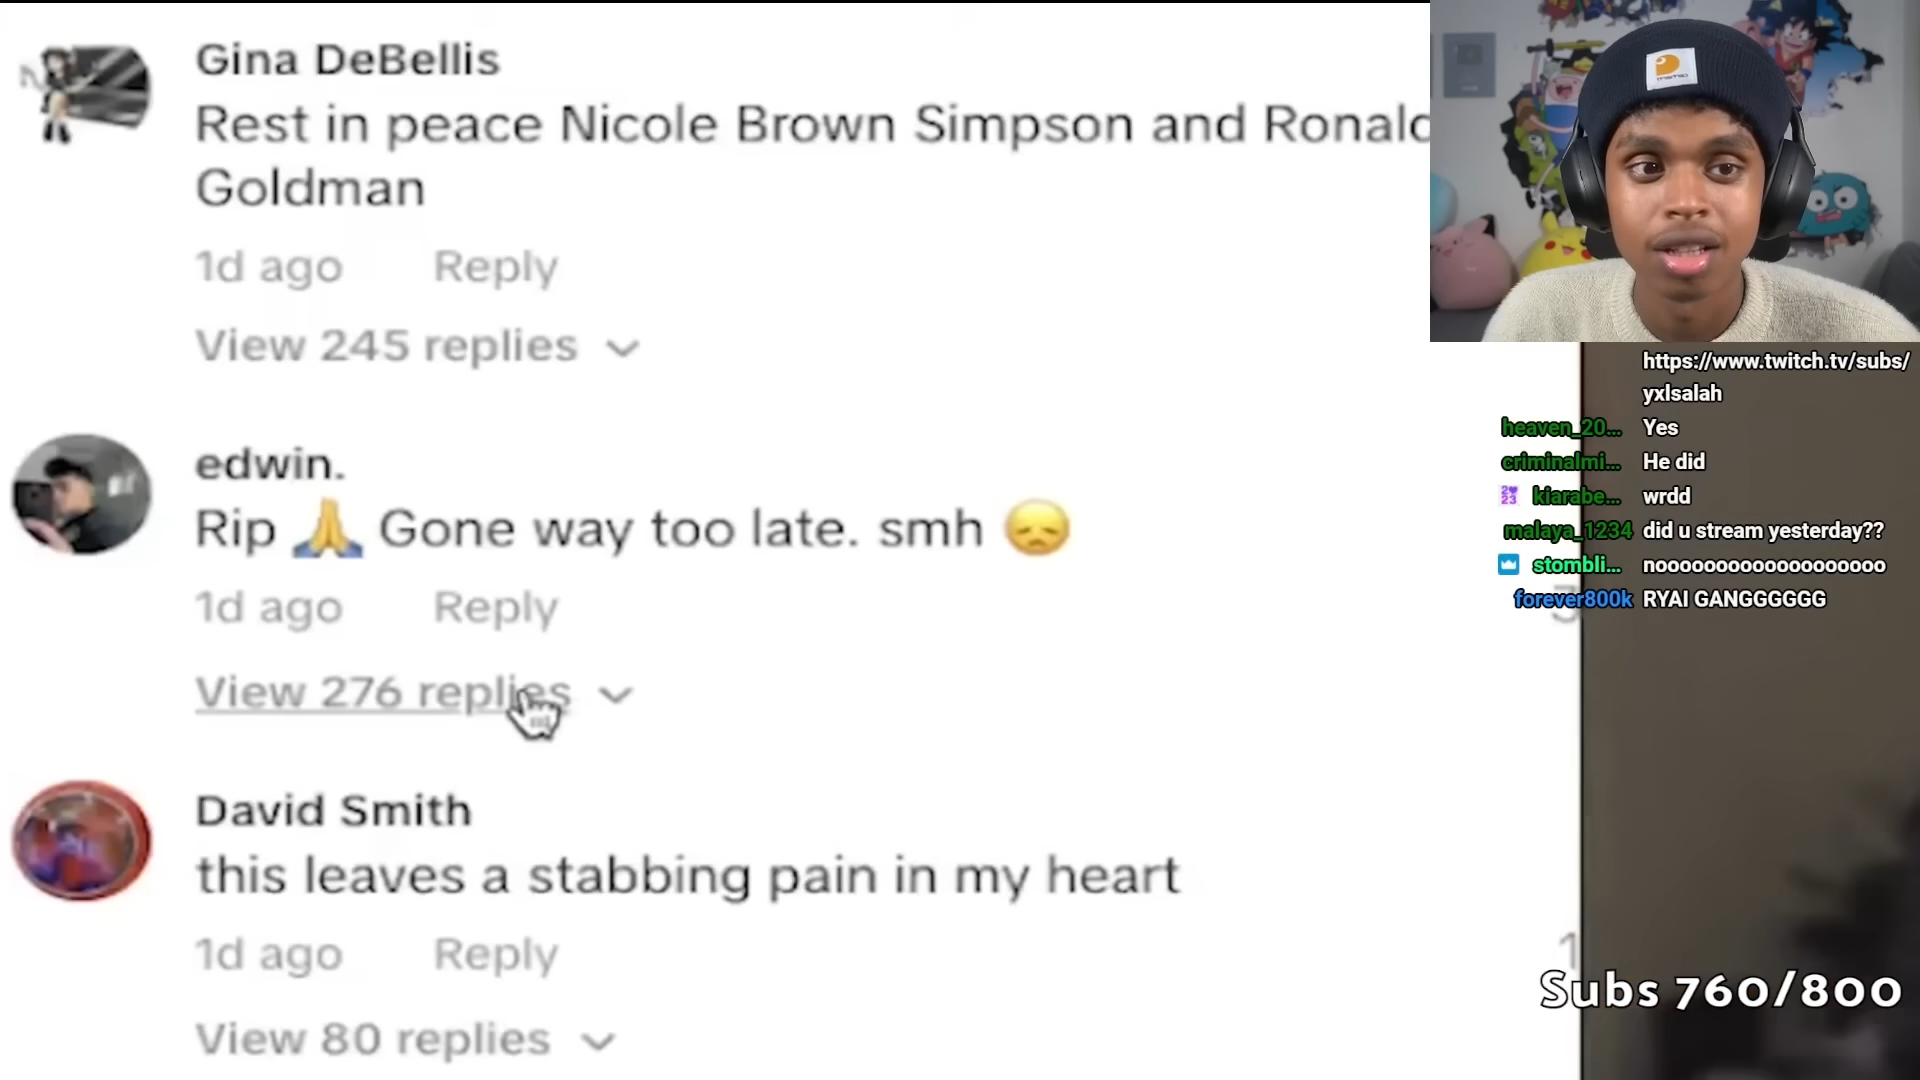 Gina DeBellis
Rest in peace Nicole Brown Simpson and Ronald
Goldman
1d ago Reply
View 245 replies
edwin.
Rip 🙏 Gone way too late. smh 😞
1d ago Reply
View 276 replies
David Smith
this leaves a stabbing pain in my heart
1d ago Reply
1
View 80 replies
https://www.twitch.tv/subs/
yxlsalah
heaven_20... Yes
criminalmi... He did
kiarabe... wrdd
malaya_1234 did u stream yesterday??
stombli... noooooooooooooooooooo
forever800k RYAI GANGGGGGG
Subs 760/800